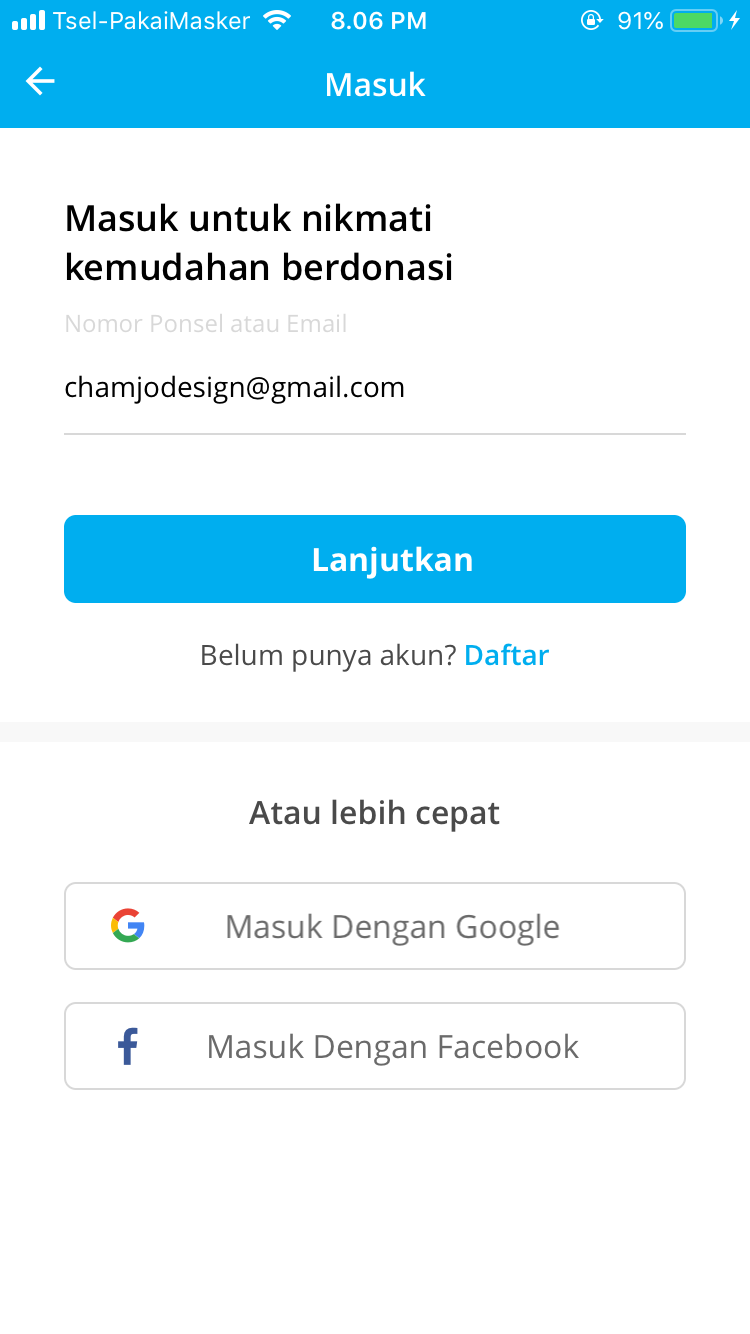 Tsel-PakaiMasker 8.06 PM 91%
Masuk
Masuk untuk nikmati
kemudahan berdonasi
Nomor Ponsel atau Email
chamjodesign@gmail.com
Lanjutkan
Belum punya akun? Daftar
Atau lebih cepat
Masuk Dengan Google
Masuk Dengan Facebook